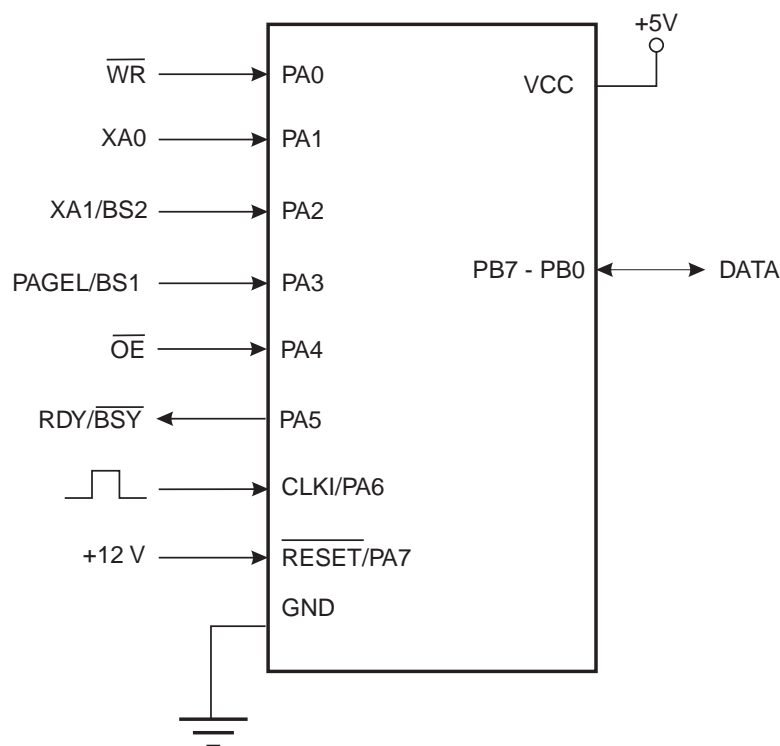 +5V
WR PA0
VCC
XA0 PA1
XA1/BS2 PA2
PAGEL/BS1 PA3
PB7 - PB0 DATA
OE PA4
RDY/BSY PA5
CLKI/PA6
+12 V RESET/PA7
GND